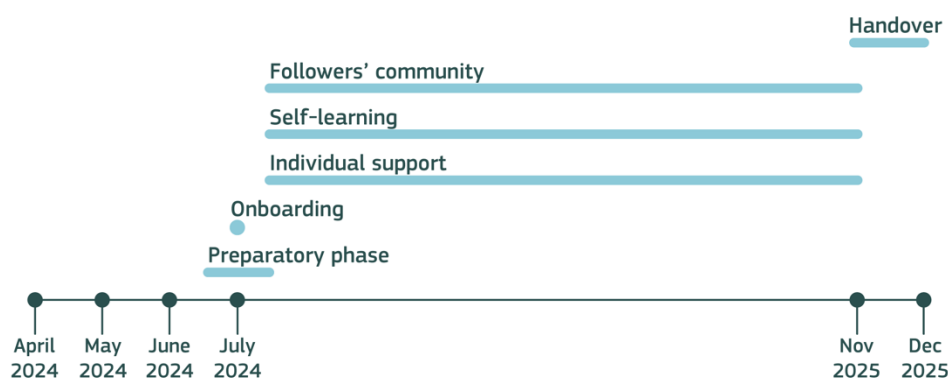 Handover
Followers’ community
Self-learning
Individual support
Onboarding
Preparatory phase
April May June July Nov Dec
2024 2024 2024 2024 2025 2025